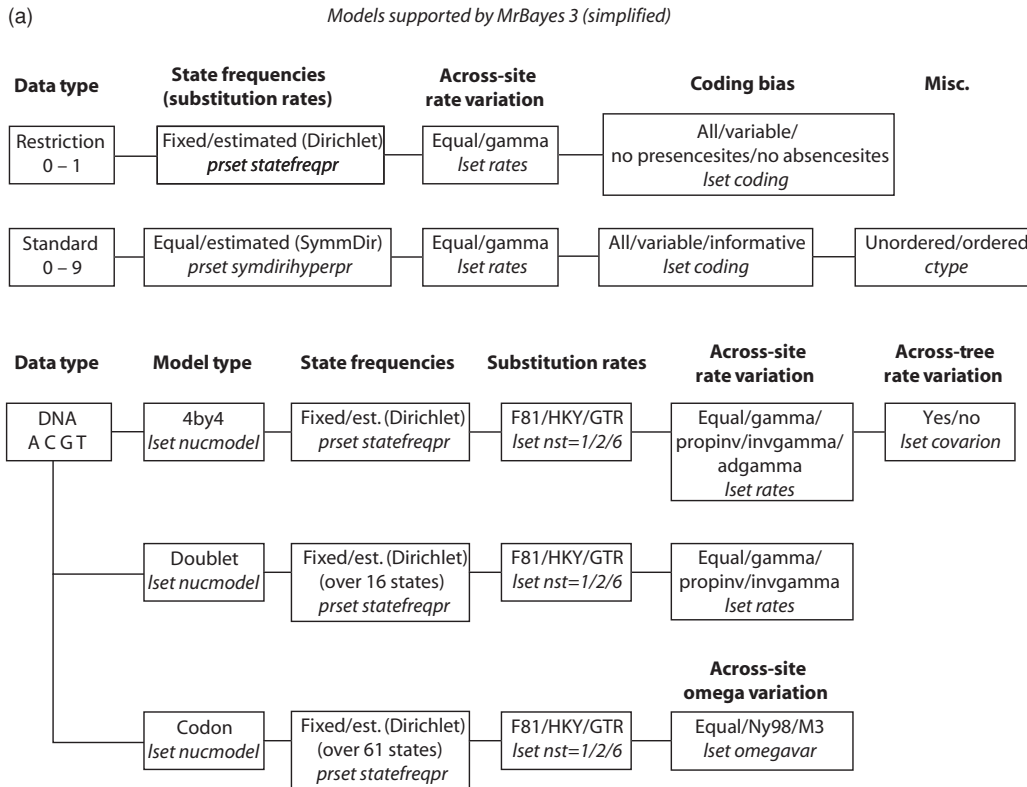 (a)
Models supported by MrBayes 3 (simplified)
Data type
State frequencies
(substitution rates)
Across-site
rate variation
Coding bias
Misc.
Restriction
0 – 1
Fixed/estimated (Dirichlet)
prset statefreqpr
Equal/gamma
lset rates
All/variable/
no presencesites/no absencesites
lset coding
Standard
0 – 9
Equal/estimated (SymmDir)
prset symdirihyperpr
Equal/gamma
lset rates
All/variable/informative
lset coding
Unordered/ordered
ctype
Data type
Model type
State frequencies
Substitution rates
Across-site
rate variation
Across-tree
rate variation
DNA
A C G T
4by4
lset nucmodel
Fixed/est. (Dirichlet)
prset statefreqpr
F81/HKY/GTR
lset nst=1/2/6
Equal/gamma/
propinv/invgamma/
adgamma
lset rates
Yes/no
lset covarion
Doublet
lset nucmodel
Fixed/est. (Dirichlet)
(over 16 states)
prset statefreqpr
F81/HKY/GTR
lset nst=1/2/6
Equal/gamma/
propinv/invgamma
lset rates
Across-site
omega variation
Codon
lset nucmodel
Fixed/est. (Dirichlet)
(over 61 states)
prset statefreqpr
F81/HKY/GTR
lset nst=1/2/6
Equal/Ny98/M3
lset omegavar